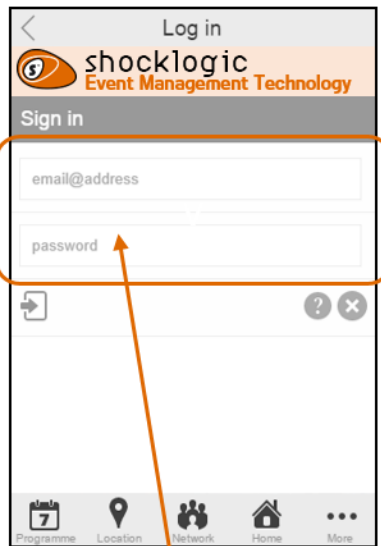 Log in
shocklogic
Event Management Technology
Sign in
email@address
password
?
7
Programme Location Network Home More